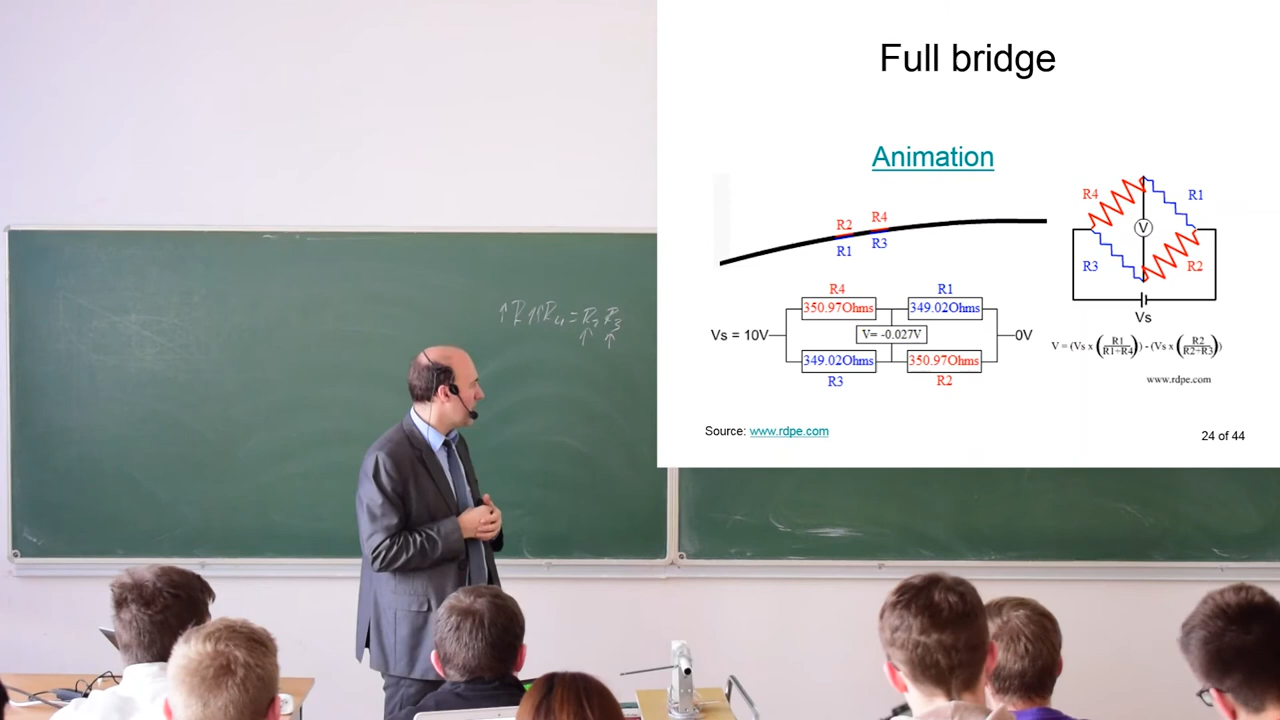 Full bridge
Animation
R2 R4
R1 R3
R4 R1
R3 R2
V
Vs
R4 R1
350.97Ohms 349.02Ohms
Vs = 10V V= -0.027V 0V
349.02Ohms 350.97Ohms
R3 R2
V = (Vs x (R1/R1+R4)) - (Vs x (R2/R2+R3))
www.rdpe.com
Source: www.rdpe.com
24 of 44